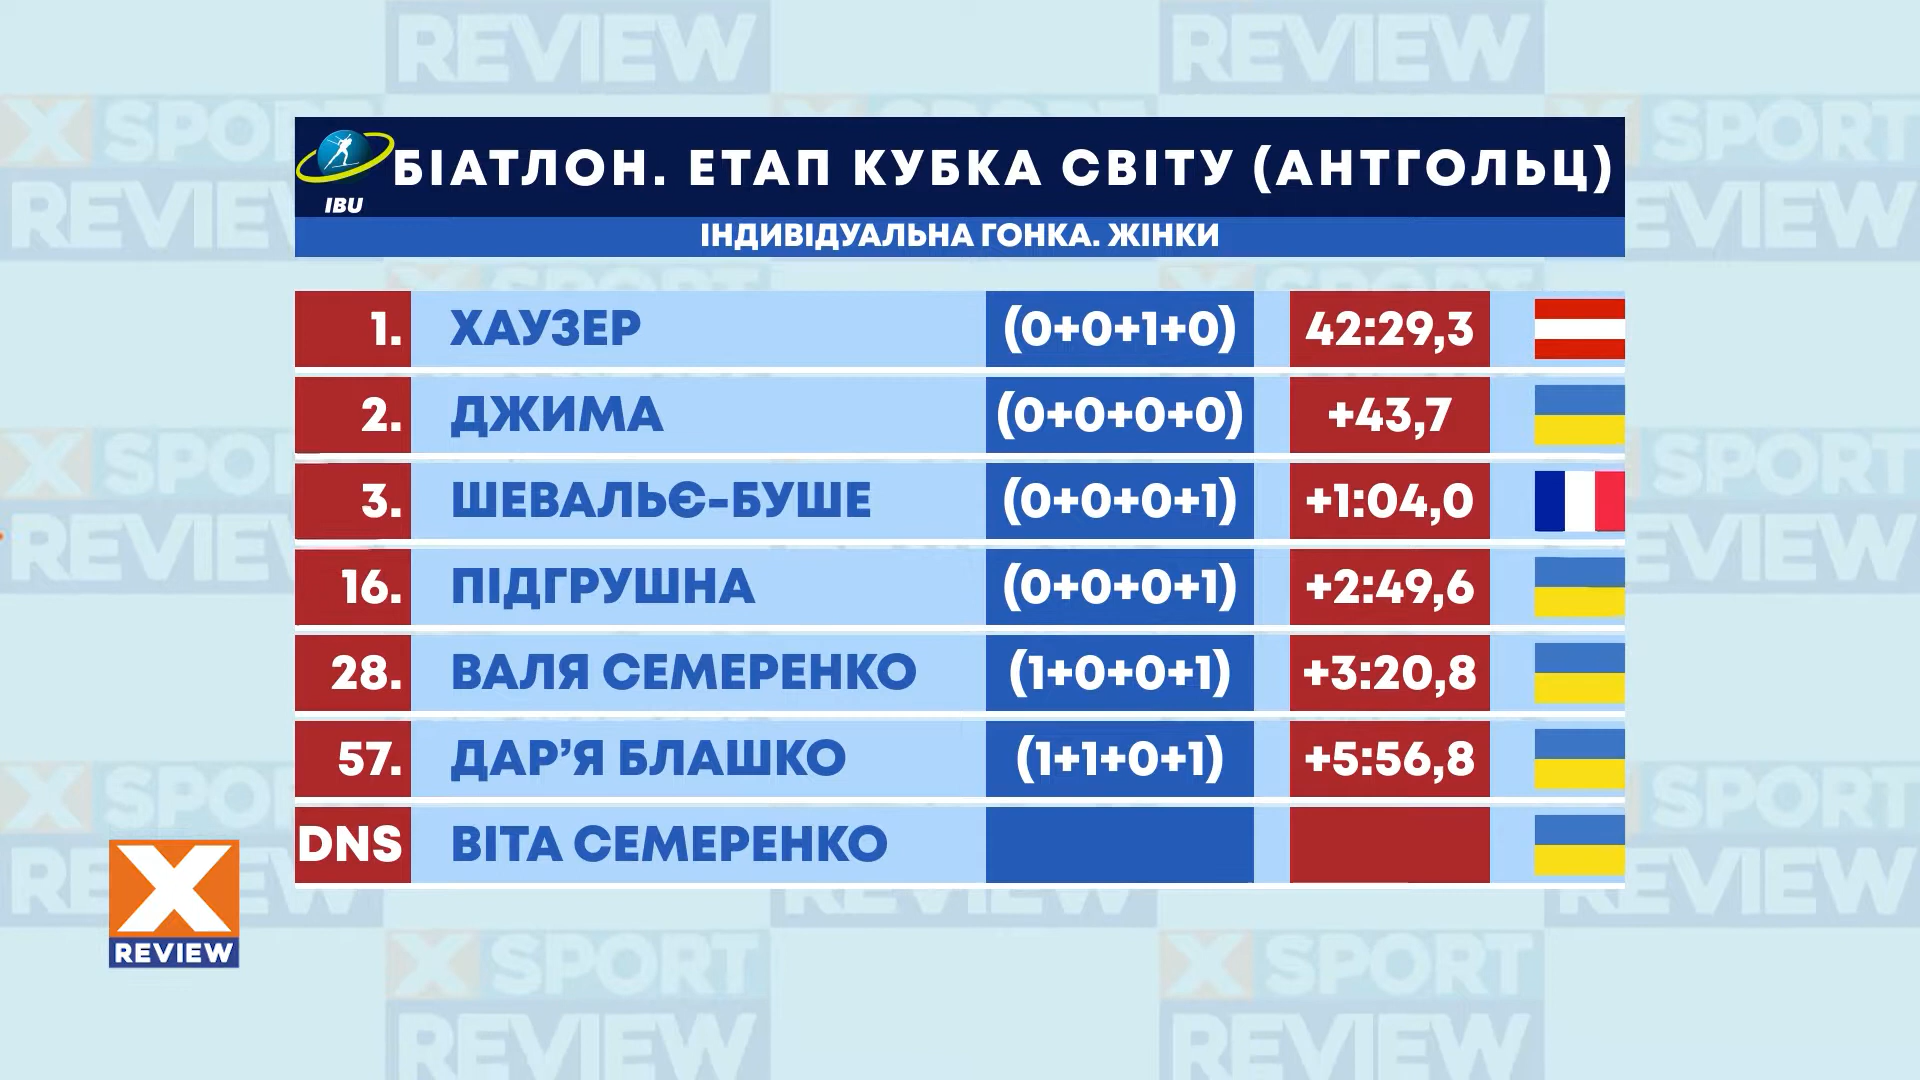 БІАТЛОН. ЕТАП КУБКА СВІТУ (АНТГОЛЬЦ)
IBU
ІНДИВІДУАЛЬНА ГОНКА. ЖІНКИ
1. ХАУЗЕР (0+0+1+0) 42:29,3
2. ДЖИМА (0+0+0+0) +43,7
3. ШЕВАЛЬЄ-БУШЕ (0+0+0+1) +1:04,0
16. ПІДГРУШНА (0+0+0+1) +2:49,6
28. ВАЛЯ СЕМЕРЕНКО (1+0+0+1) +3:20,8
57. ДАР’Я БЛАШКО (1+1+0+1) +5:56,8
DNS ВІТА СЕМЕРЕНКО
X
REVIEW
X SPORT
REVIEW